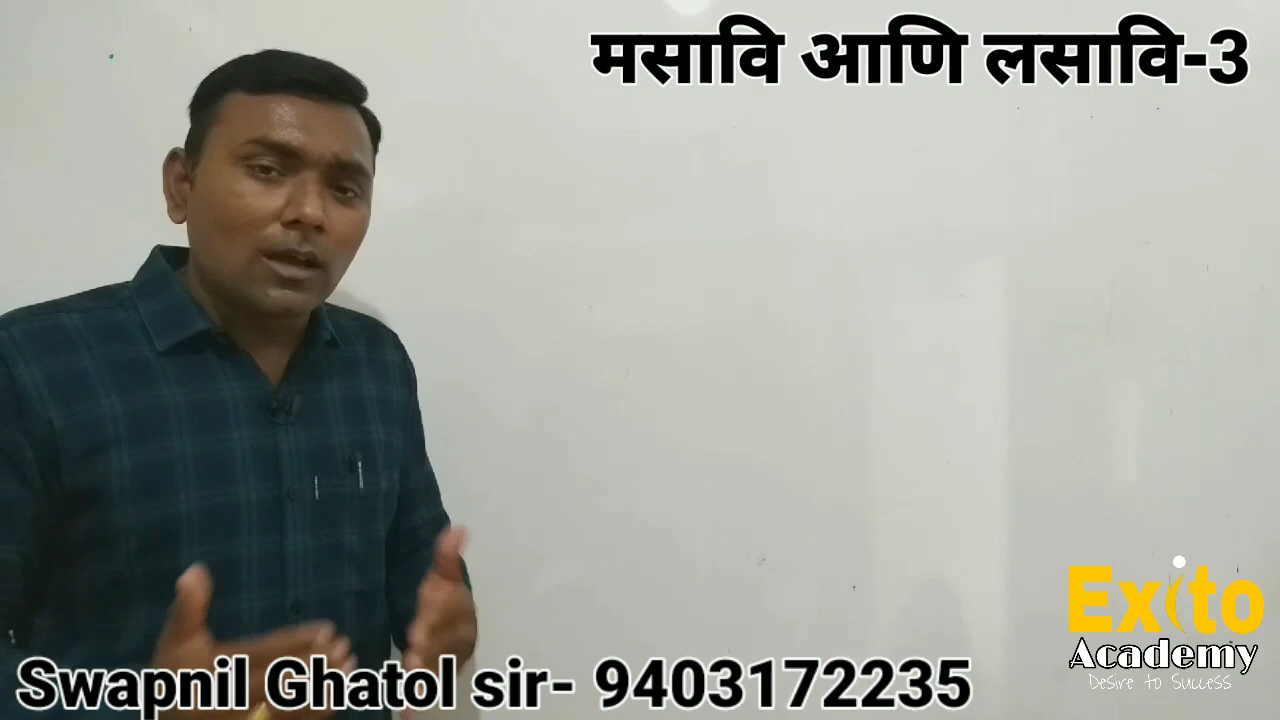 मसावि आणि लसावि-3
Exito
Academy
Desire to Success
Swapnil Ghatol sir- 9403172235